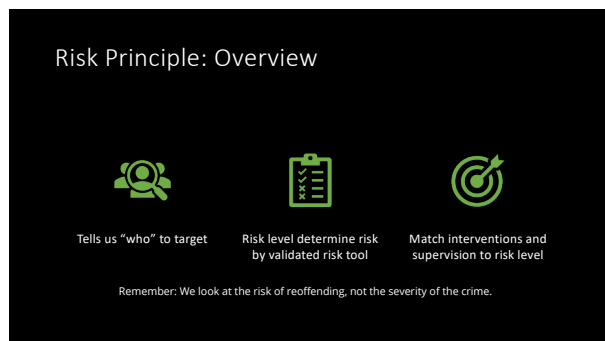 Risk Principle: Overview
Tells us “who” to target
Risk level determine risk
by validated risk tool
Match interventions and
supervision to risk level
Remember: We look at the risk of reoffending, not the severity of the crime.